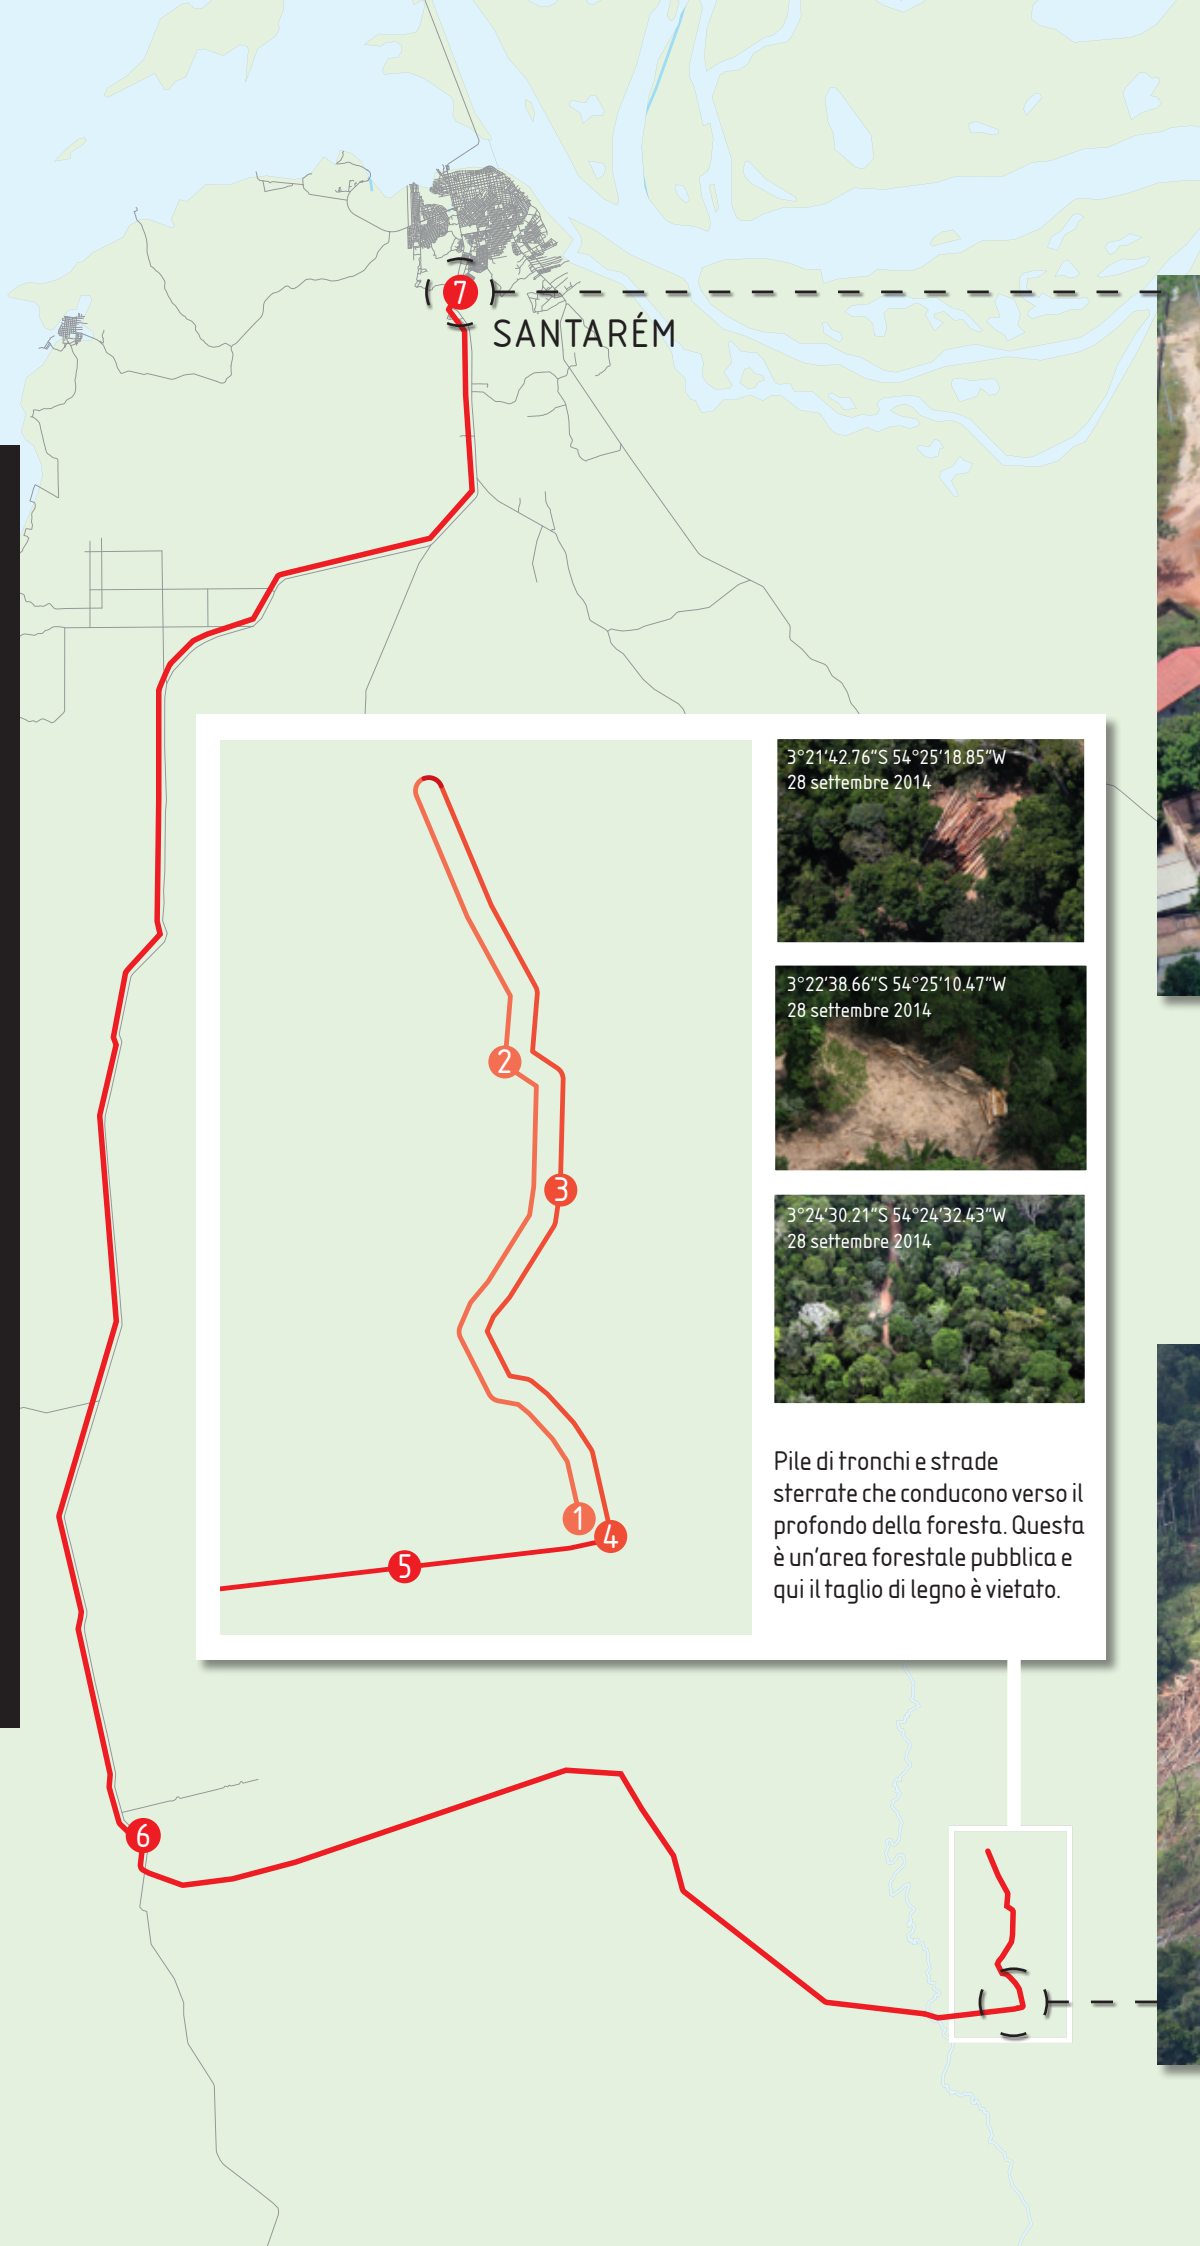 7
SANTARÉM
3°21'42.76"S 54°25'18.85"W
28 settembre 2014
2
3°22'38.66"S 54°25'10.47"W
28 settembre 2014
3
3°24'30.21"S 54°24'32.43"W
28 settembre 2014
1
4
5
Pile di tronchi e strade
sterrate che conducono verso il
profondo della foresta. Questa
è un'area forestale pubblica e
qui il taglio di legno è vietato.
6